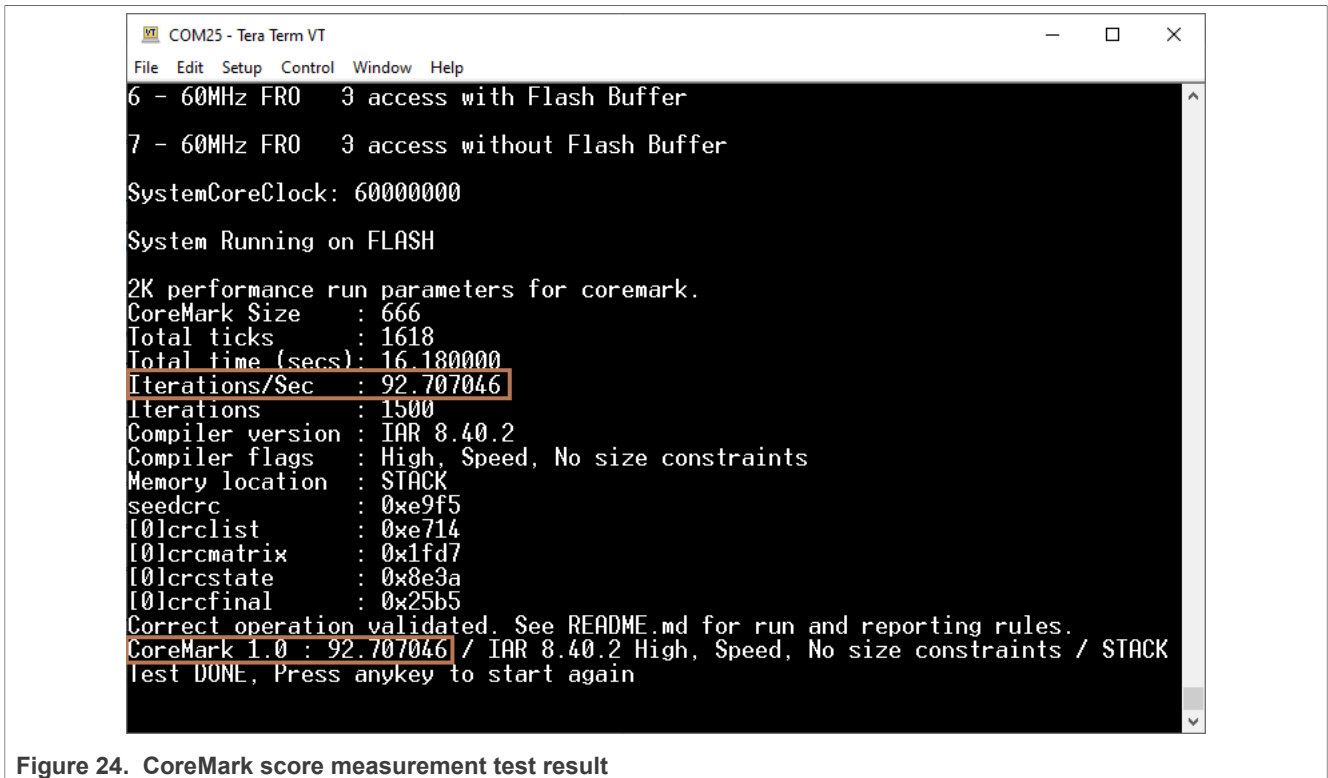 COM25 - Tera Term VT
File Edit Setup Control Window Help
6 - 60MHz FRO   3 access with Flash Buffer
7 - 60MHz FRO   3 access without Flash Buffer
SystemCoreClock: 60000000
System Running on FLASH
2K performance run parameters for coremark.
CoreMark Size    : 666
Total ticks      : 1618
Total time (secs): 16.180000
Iterations/Sec   : 92.707046
Iterations       : 1500
Compiler version : IAR 8.40.2
Compiler flags   : High, Speed, No size constraints
Memory location  : STACK
seedcrc          : 0xe9f5
[0]crclist       : 0xe714
[0]crcmatrix     : 0x1fd7
[0]crcstate      : 0x8e3a
[0]crcfinal      : 0x25b5
Correct operation validated. See README.md for run and reporting rules.
CoreMark 1.0 : 92.707046 / IAR 8.40.2 High, Speed, No size constraints / STACK
Test DONE, Press anykey to start again
Figure 24. CoreMark score measurement test result